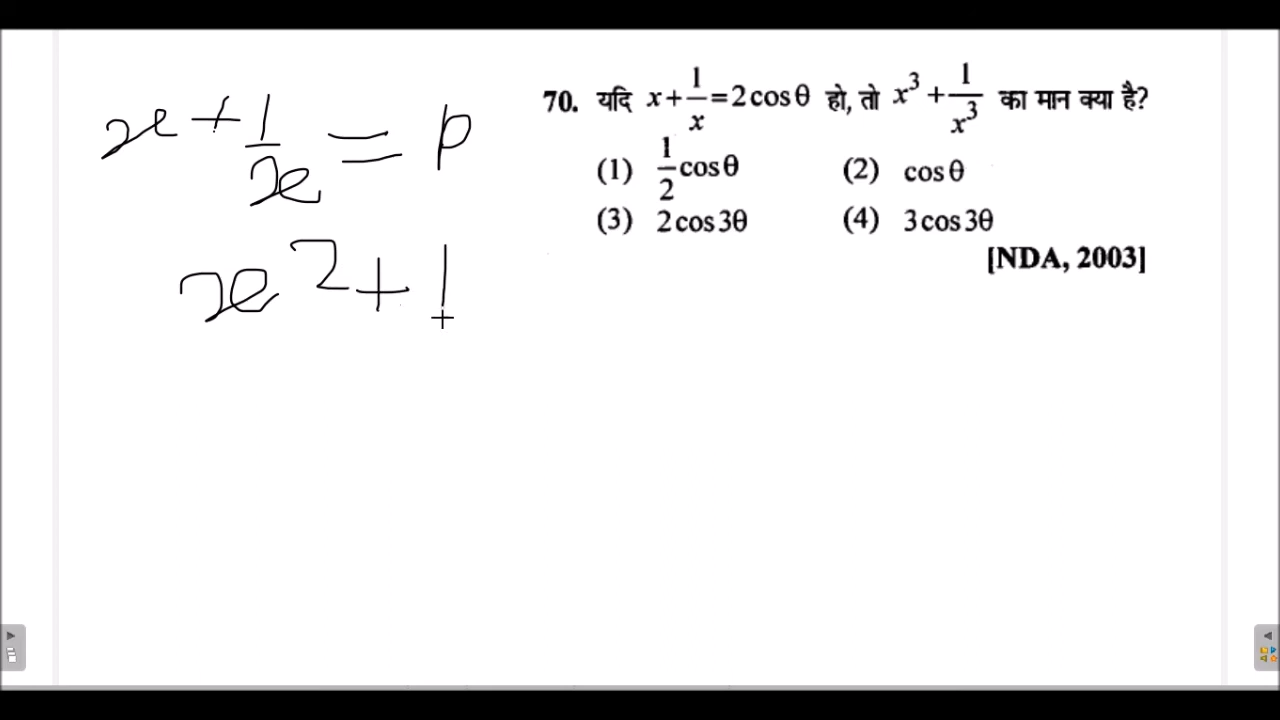 x + 1/x = p
x² + 1
70. यदि x + 1/x = 2 cos θ हो, तो x³ + 1/x³ का मान क्या है?
(1) 1/2 cos θ (2) cos θ
(3) 2 cos 3θ (4) 3 cos 3θ
[NDA, 2003]